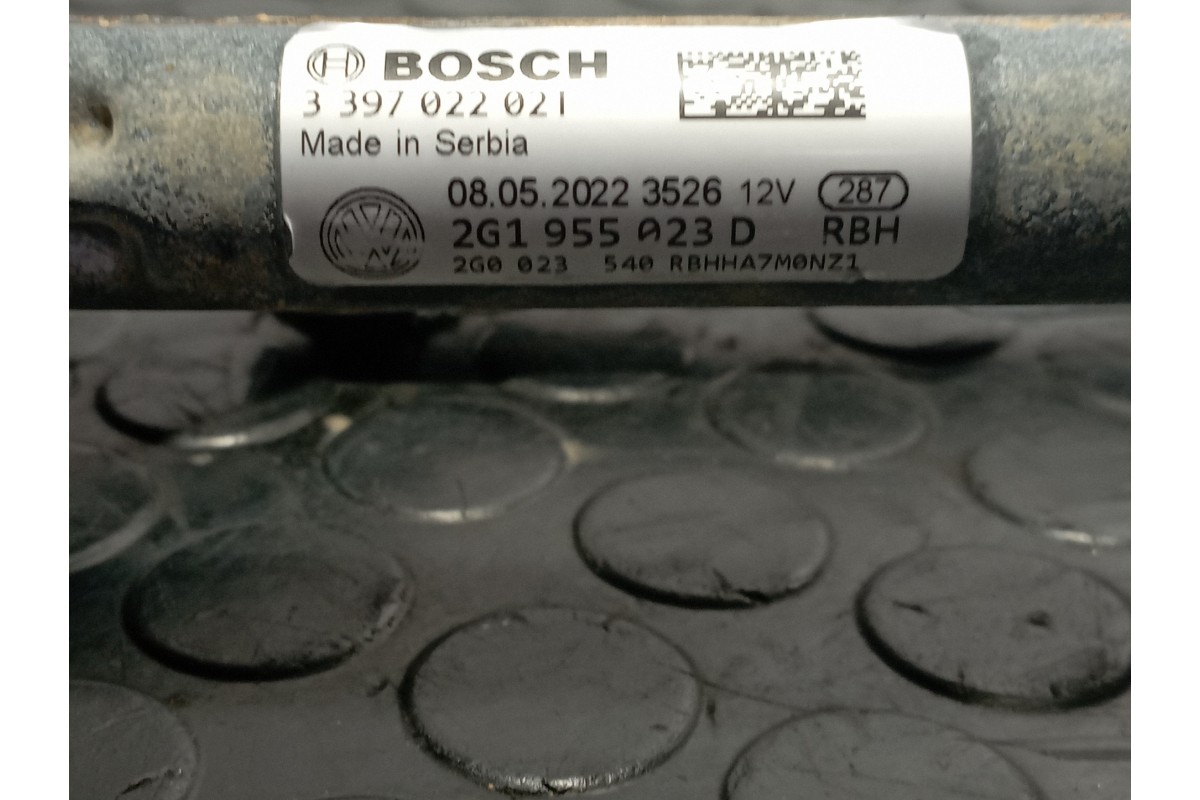 BOSCH
3 397 022 021
Made in Serbia
08.05.2022 3526 12V 287
2G1 955 023 D RBH
2G0 023 540 RBHHA7M0NZ1